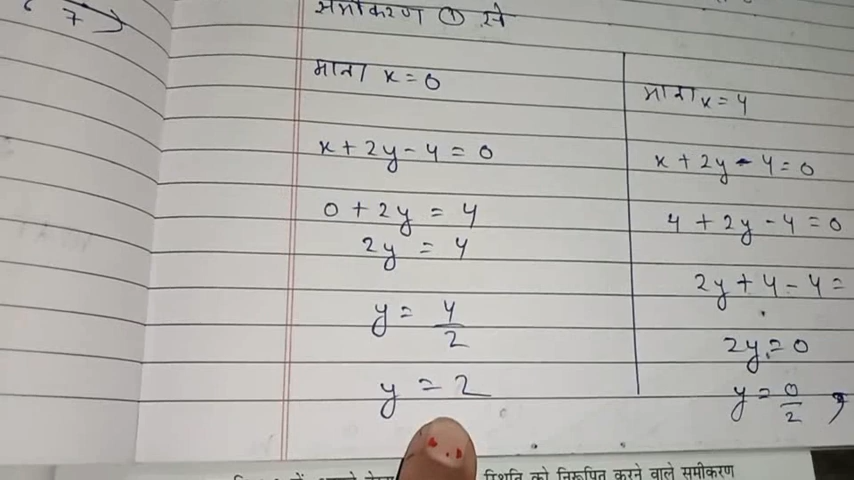 7
समीकरण ① से
माना x = 0
x + 2y - 4 = 0
0 + 2y = 4
2y = 4
y = 4/2
y = 2
माना x = 4
x + 2y - 4 = 0
4 + 2y - 4 = 0
2y + 4 - 4 =
2y = 0
y = 0/2 ,
स्थिति को निरूपित करने वाले समीकरण